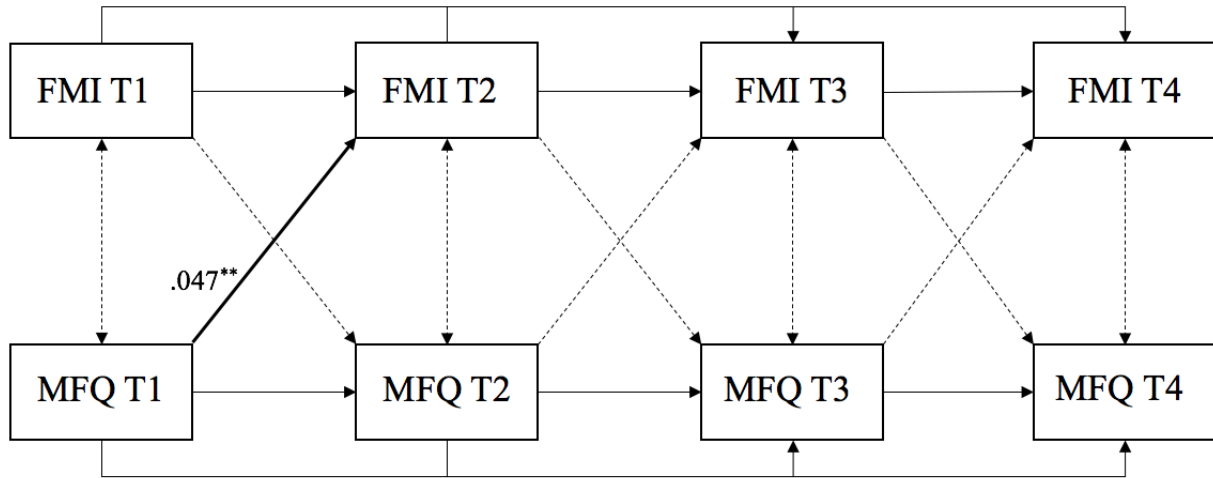 FMI T1
FMI T2
FMI T3
FMI T4
.047**
MFQ T1
MFQ T2
MFQ T3
MFQ T4